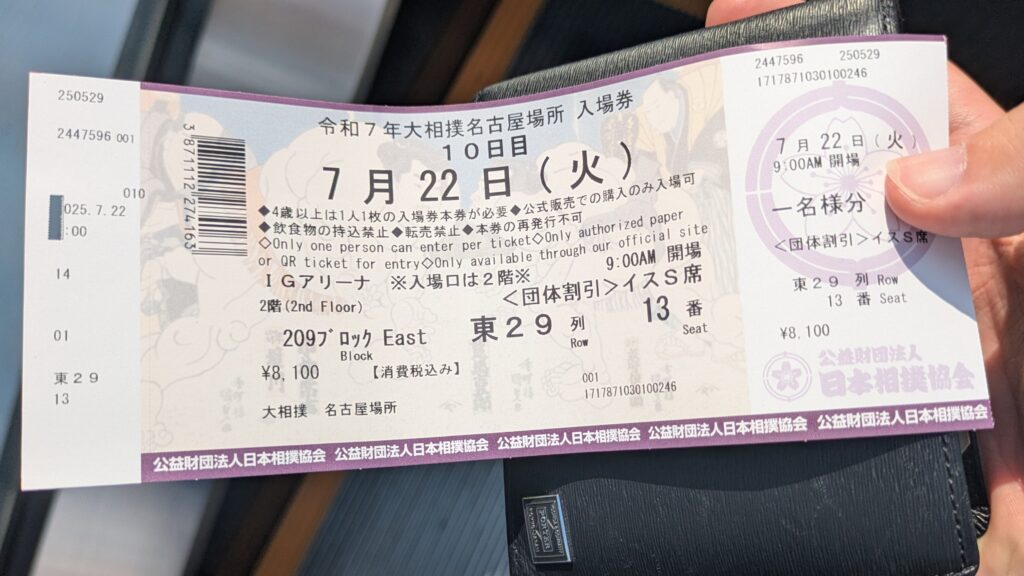 250529
2447596 001
010
025.7.22
:00
14
01
東29
13
3871112724163
令和7年大相撲名古屋場所 入場券
10日目
7月22日(火)
◆4歳以上は1人1枚の入場券本券が必要◆公式販売での購入のみ入場可
◆飲食物の持込禁止◆転売禁止◆本券の再発行不可
◇Only one person can enter per ticket◇Only authorized paper
or QR ticket for entry◇Only available through our official site
9:00AM 開場
IGアリーナ ※入場口は2階※
<団体割引>イスS席
2階(2nd Floor)
209ブロック East
Block
東29 列
Row
13 番
Seat
¥8,100 【消費税込み】
001
1717871030100246
大相撲 名古屋場所
公益財団法人日本相撲協会 公益財団法人日本相撲協会 公益財団法人日本相撲協会 公益財団法人日本相撲協会 公益財団法人日本相撲協会
2447596 250529
1717871030100246
7月22日(火)
9:00AM 開場
一名様分
<団体割引>イスS席
東29 列 Row
13 番 Seat
¥8,100
公益財団法人
日本相撲協会
PORTER